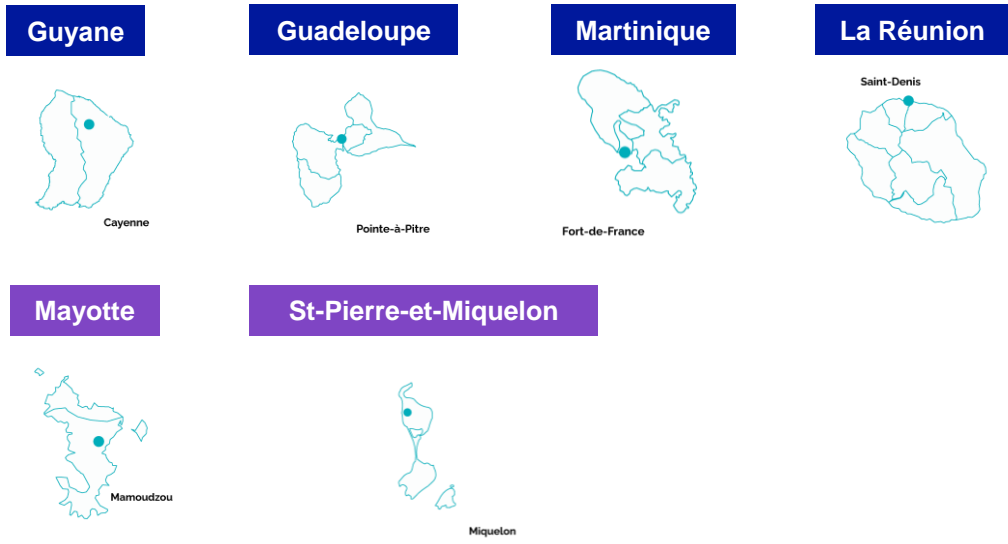 Guyane
Guadeloupe
Martinique
La Réunion
Saint-Denis
Cayenne
Pointe-à-Pitre
Fort-de-France
Mayotte
St-Pierre-et-Miquelon
Mamoudzou
Miquelon